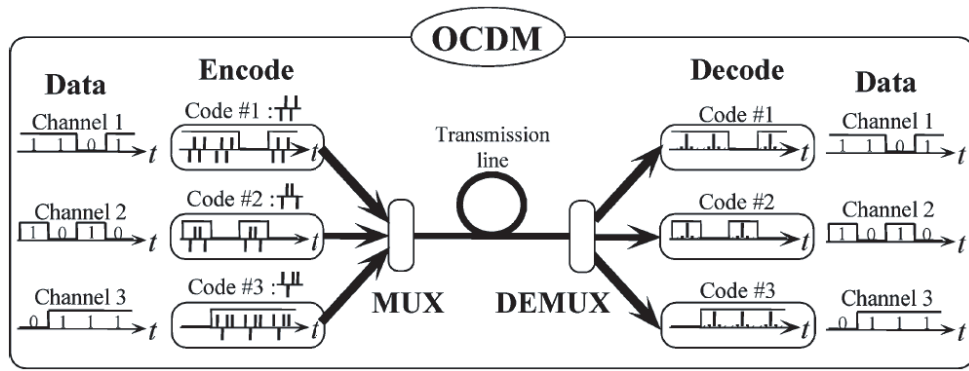 OCDM
Data
Encode
Decode
Data
Channel 1
1 1 0 1
t
Code #1 :
t
Transmission
line
Code #1
t
Channel 1
1 1 0 1
t
Channel 2
1 0 1 0
t
Code #2 :
t
Code #2
t
Channel 2
1 0 1 0
t
Channel 3
0 1 1 1
t
Code #3 :
t
MUX
DEMUX
Code #3
t
Channel 3
0 1 1 1
t